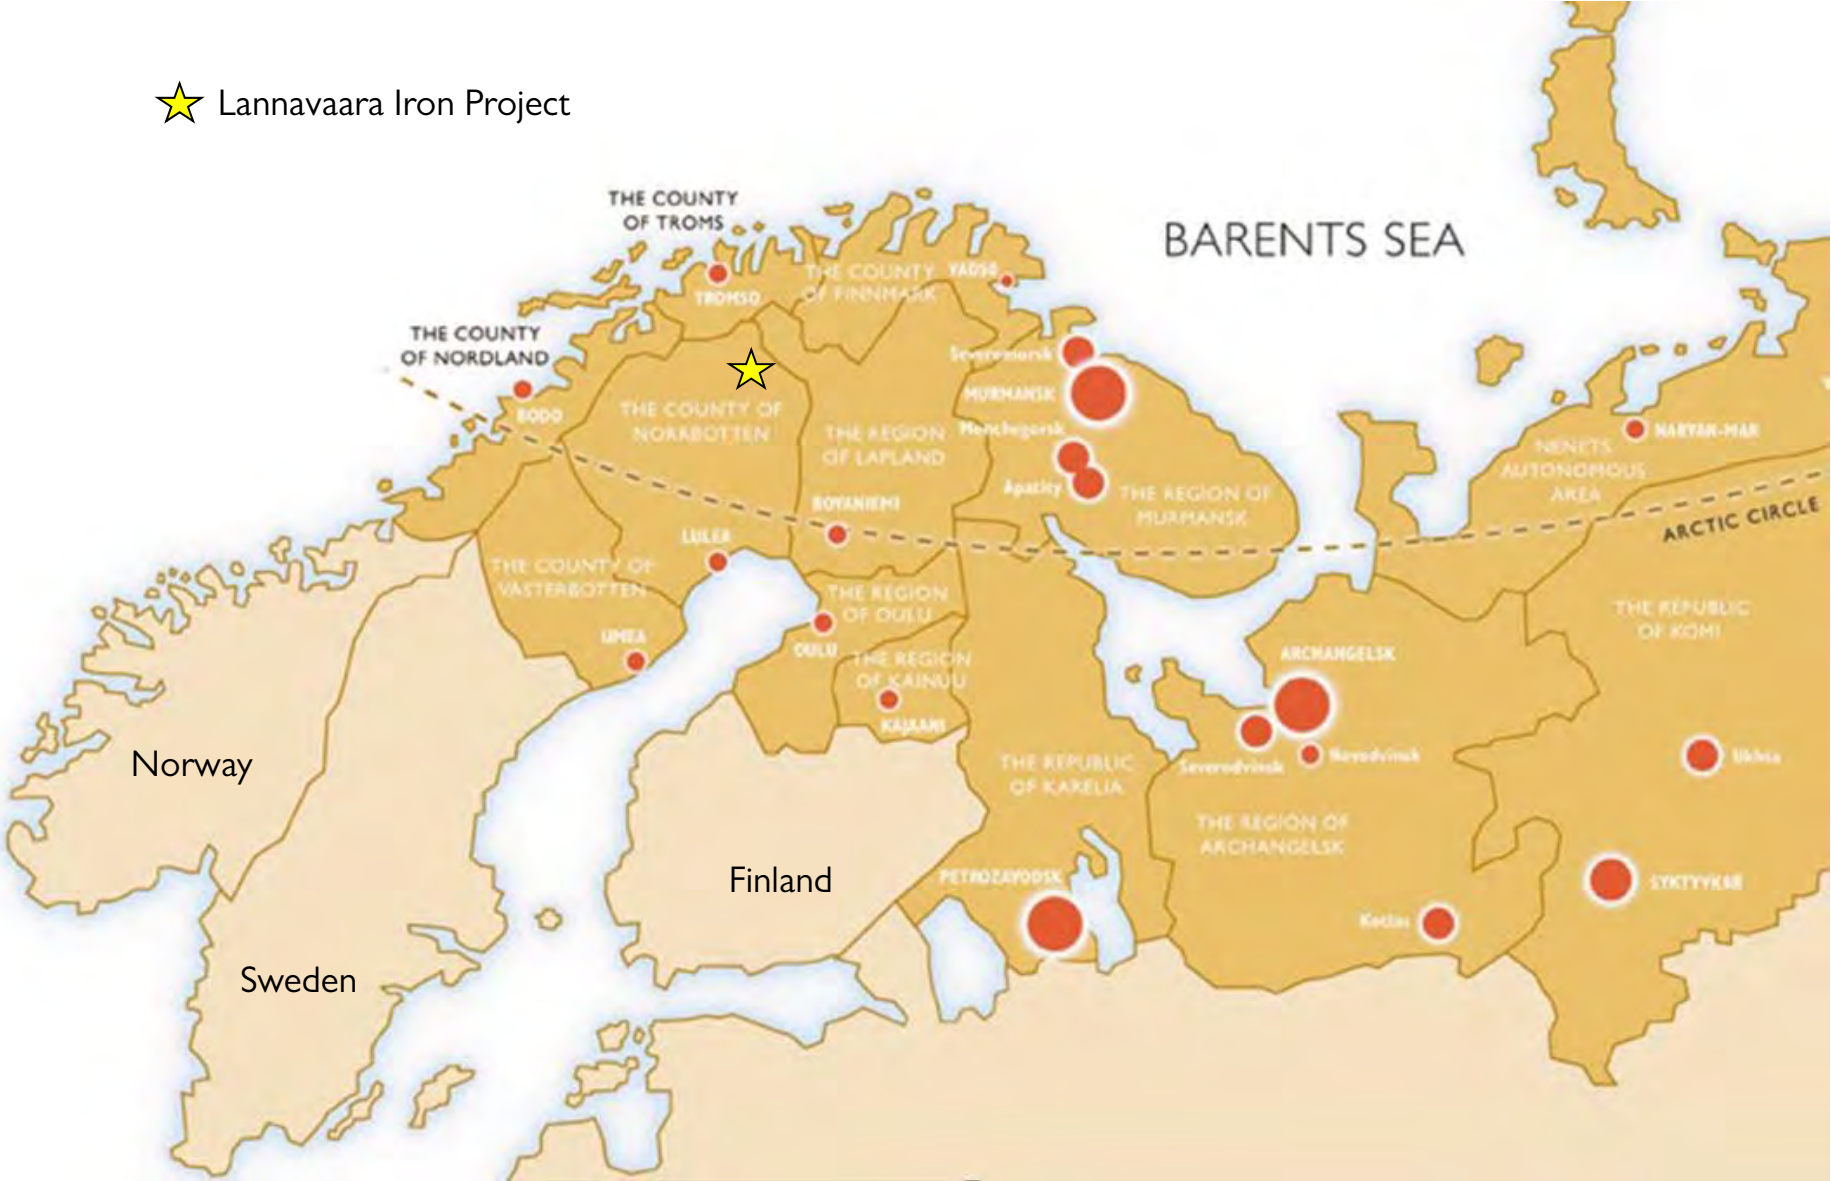 Lannavaara Iron Project
THE COUNTY
OF TROMS
BARENTS SEA
THE COUNTY
OF FINNMARK
VADSO
TROMSO
THE COUNTY
OF NORDLAND
Severomorsk
MURMANSK
BODO
THE COUNTY OF
NORRBOTTEN
THE REGION
OF LAPLAND
Monchegorsk
NARYAN-MAR
NENETS
AUTONOMOUS
AREA
Apatity
THE REGION OF
MURMANSK
ROVANIEMI
ARCTIC CIRCLE
LULEA
THE COUNTY OF
VASTERBOTTEN
THE REGION
OF OULU
THE REPUBLIC
OF KOMI
UMEA
OULU
THE REGION
OF KAINUU
ARCHANGELSK
KAJAANI
Norway
THE REPUBLIC
OF KARELIA
Severodvinsk
Novodvinsk
Ukhta
THE REGION OF
ARCHANGELSK
Finland
PETROZAVODSK
SYKTYVKAR
Kotlas
Sweden